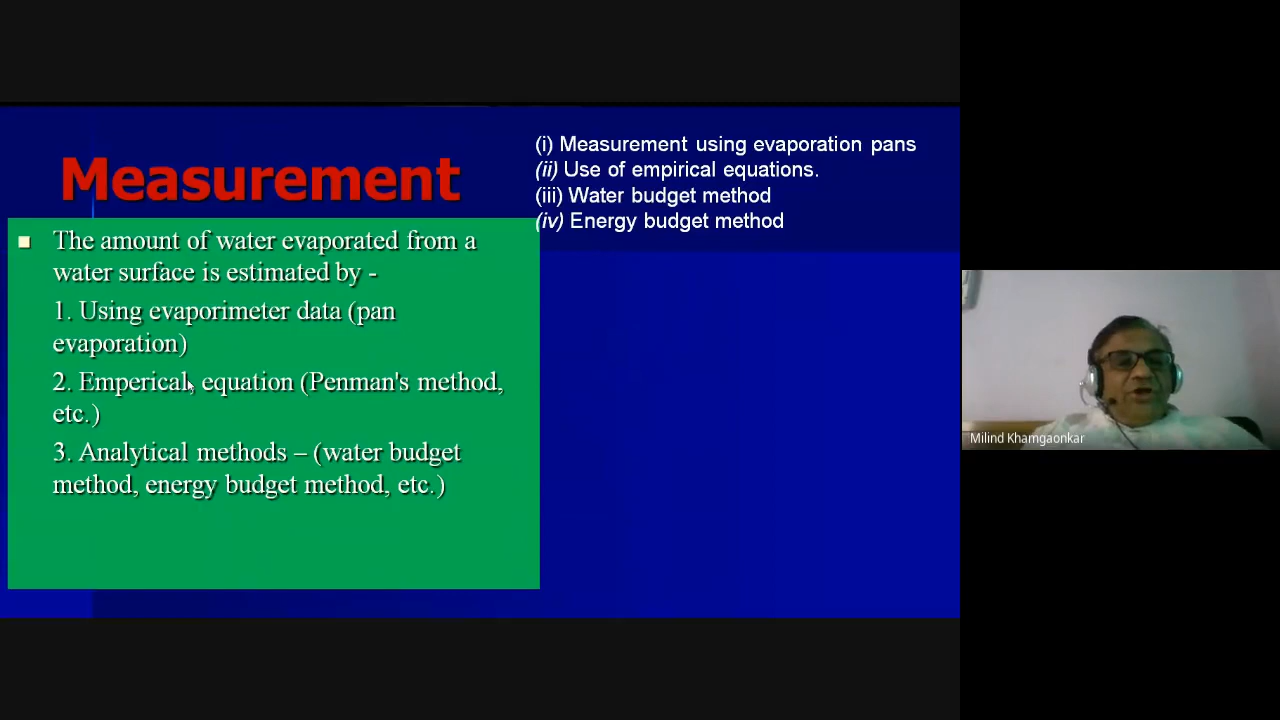 Measurement
(i) Measurement using evaporation pans
(ii) Use of empirical equations.
(iii) Water budget method
(iv) Energy budget method
The amount of water evaporated from a
water surface is estimated by -
1. Using evaporimeter data (pan
evaporation)
2. Emperical, equation (Penman's method,
etc.)
3. Analytical methods – (water budget
method, energy budget method, etc.)
Milind Khamgaonkar